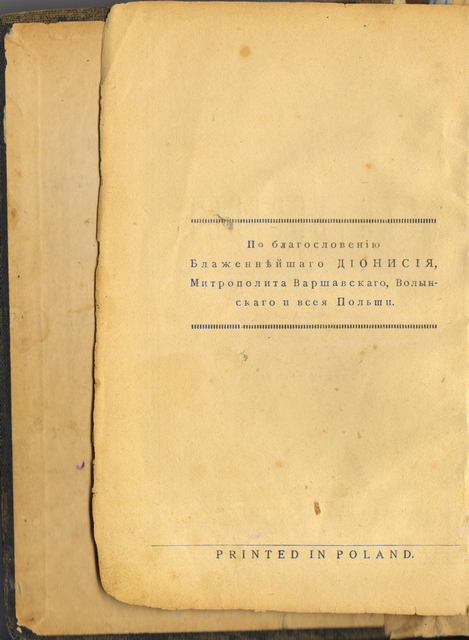 По благословенію
Блаженнѣйшаго ДІОНИСІЯ,
Митрополита Варшавскаго, Волын-
скаго и всея Польши.
PRINTED IN POLAND.